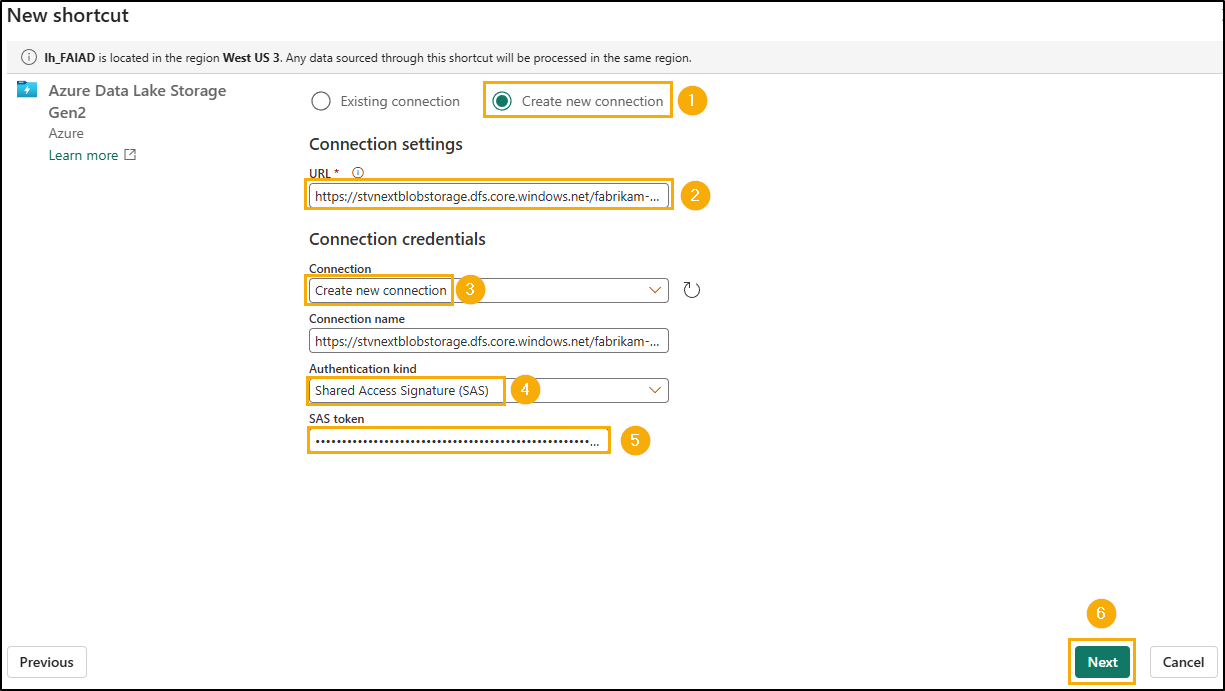 New shortcut
lh_FAIAD is located in the region West US 3. Any data sourced through this shortcut will be processed in the same region.
Azure Data Lake Storage
Gen2
Azure
Learn more
Existing connection
Create new connection
1
Connection settings
URL *
https://stvnextblobstorage.dfs.core.windows.net/fabrikam-...
2
Connection credentials
Connection
Create new connection
3
Connection name
https://stvnextblobstorage.dfs.core.windows.net/fabrikam-...
Authentication kind
Shared Access Signature (SAS)
4
SAS token
5
6
Previous
Next
Cancel